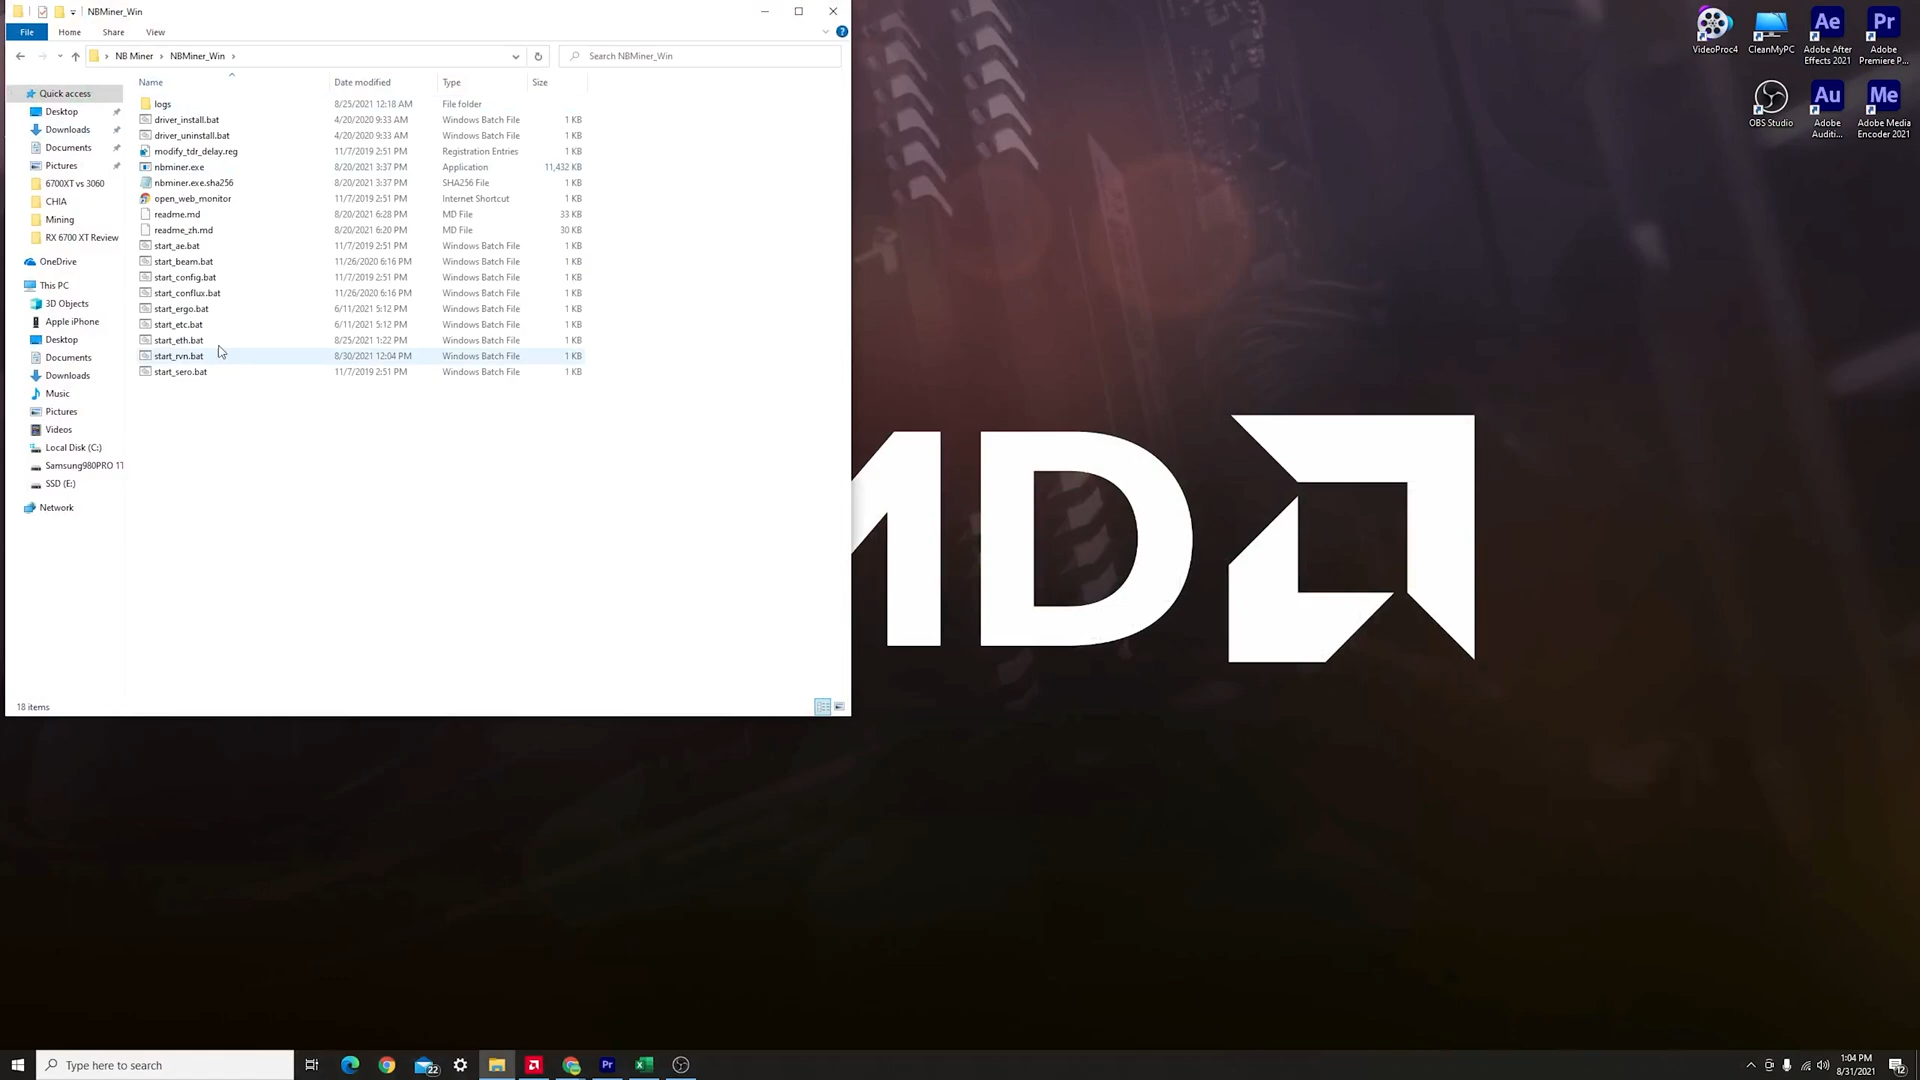 NBMiner_Win
File Home Share View
NB Miner NBMiner_Win Search NBMiner_Win
Name Date modified Type Size
logs 8/25/2021 12:18 AM File folder
driver_install.bat 4/20/2020 9:33 AM Windows Batch File 1 KB
driver_uninstall.bat 4/20/2020 9:33 AM Windows Batch File 1 KB
modify_tdr_delay.reg 11/7/2019 2:51 PM Registration Entries 1 KB
nbminer.exe 8/20/2021 3:37 PM Application 11,432 KB
nbminer.exe.sha256 8/20/2021 3:37 PM SHA256 File 1 KB
open_web_monitor 11/7/2019 2:51 PM Internet Shortcut 1 KB
readme.md 8/20/2021 6:28 PM MD File 33 KB
readme_zh.md 8/20/2021 6:20 PM MD File 30 KB
start_ae.bat 11/7/2019 2:51 PM Windows Batch File 1 KB
start_beam.bat 11/26/2020 6:16 PM Windows Batch File 1 KB
start_config.bat 11/7/2019 2:51 PM Windows Batch File 1 KB
start_conflux.bat 11/26/2020 6:16 PM Windows Batch File 1 KB
start_ergo.bat 6/11/2021 5:12 PM Windows Batch File 1 KB
start_etc.bat 6/11/2021 5:12 PM Windows Batch File 1 KB
start_eth.bat 8/25/2021 1:22 PM Windows Batch File 1 KB
start_rvn.bat 8/30/2021 12:04 PM Windows Batch File 1 KB
start_sero.bat 11/7/2019 2:51 PM Windows Batch File 1 KB
Quick access
Desktop
Downloads
Documents
Pictures
6700XT vs 3060
CHIA
Mining
RX 6700 XT Review
OneDrive
This PC
3D Objects
Apple iPhone
Desktop
Documents
Downloads
Music
Pictures
Videos
Local Disk (C:)
Samsung980PRO 1T
SSD (E:)
Network
18 items
VideoProc4
CleanMyPC
Ae
Adobe After
Effects 2021
Pr
Adobe
Premiere P...
OBS Studio
Au
Adobe
Auditi...
Me
Adobe Media
Encoder 2021
MD
Type here to search
22
Pr
1:04 PM
8/31/2021
12